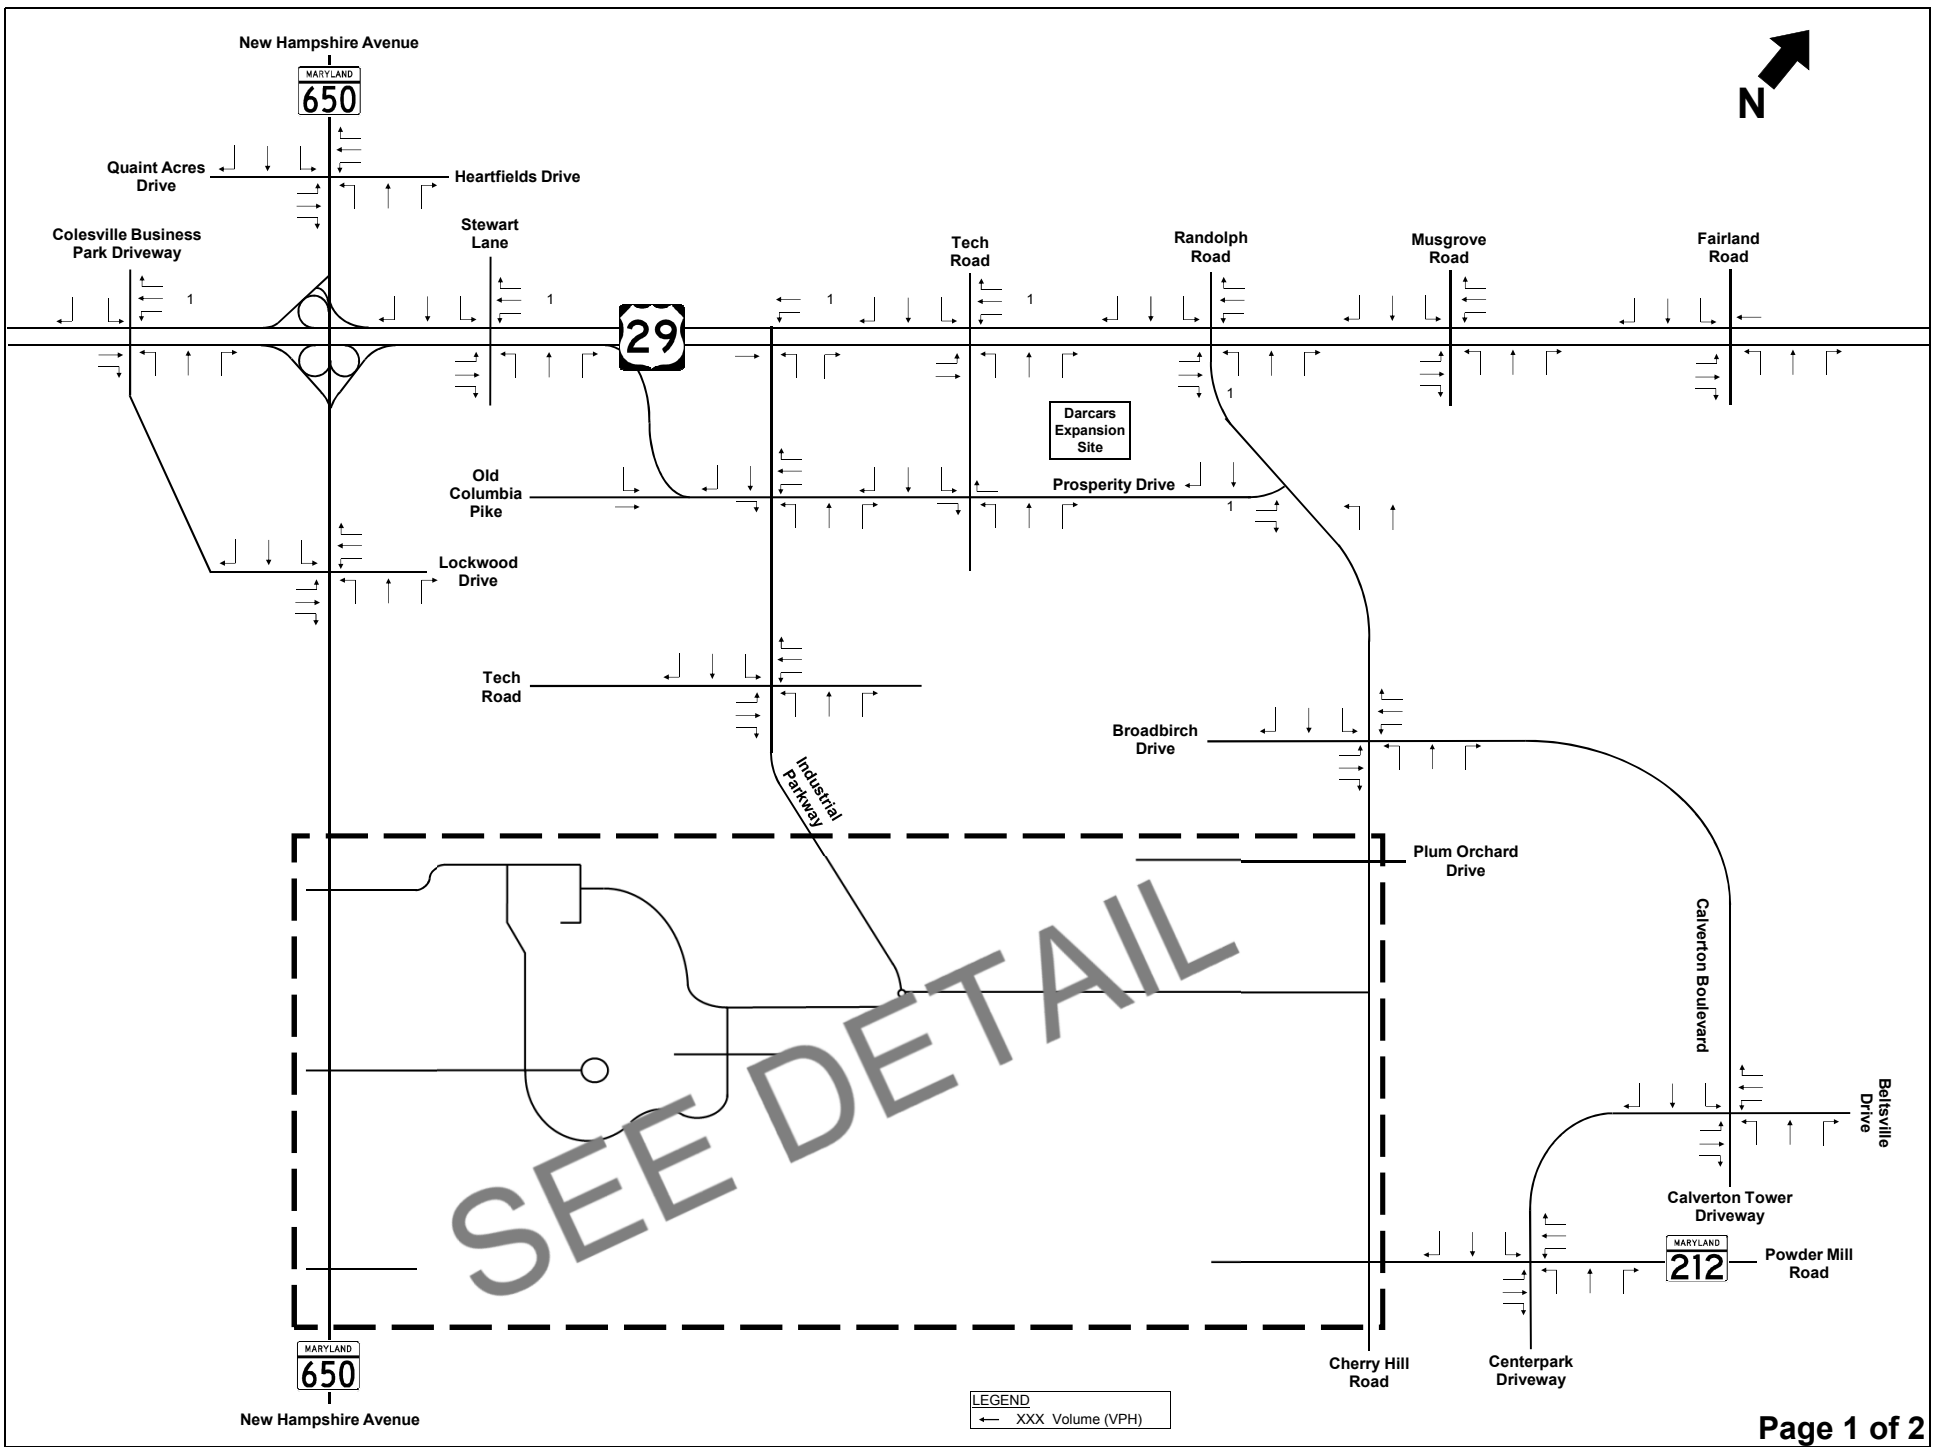 New Hampshire Avenue
MARYLAND
650
N
Quaint Acres
Drive
Heartfields Drive
Colesville Business
Park Driveway
Stewart
Lane
Tech
Road
Randolph
Road
Musgrove
Road
Fairland
Road
1
1
1
1
29
1
Darcars
Expansion
Site
Old
Columbia
Pike
Prosperity Drive
1
Lockwood
Drive
Tech
Road
Broadbirch
Drive
Industrial
Parkway
Plum Orchard
Drive
Calverton Boulevard
SEE DETAIL
Beltsville
Drive
Calverton Tower
Driveway
MARYLAND
212
Powder Mill
Road
MARYLAND
650
New Hampshire Avenue
Cherry Hill
Road
Centerpark
Driveway
LEGEND
XXX Volume (VPH)
Page 1 of 2